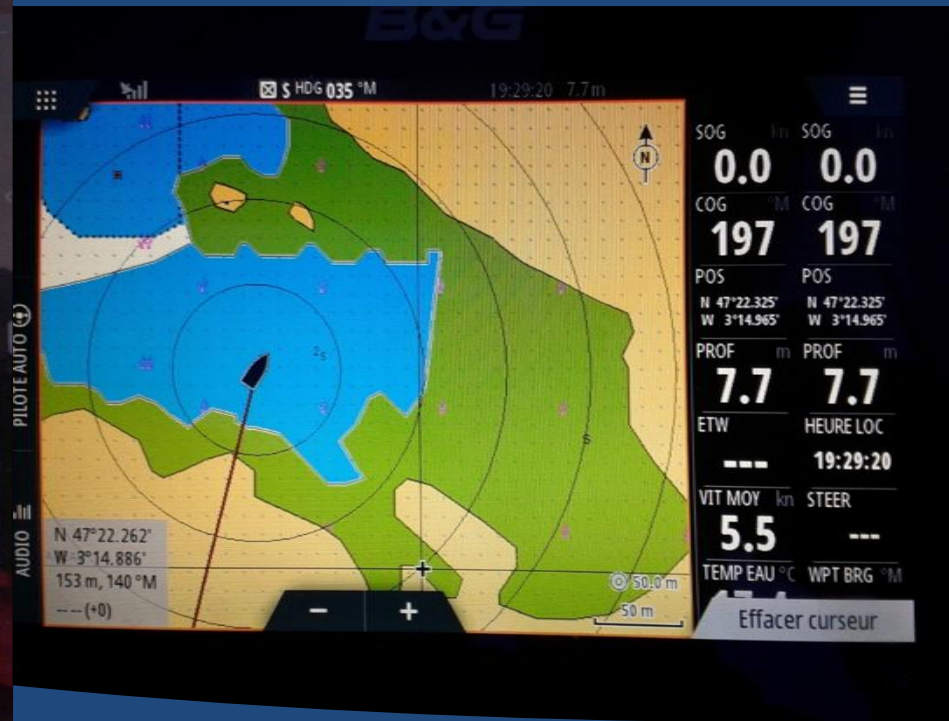 B&G
S HDG 035 °M
19:29:20 7.7 m
N
SOG kn SOG kn
0.0 0.0
COG °M COG °M
197 197
POS POS
N 47°22.325' N 47°22.325'
W 3°14.965' W 3°14.965'
PROF m PROF m
7.7 7.7
ETW HEURE LOC
--- 19:29:20
VIT MOY kn STEER
5.5 ---
TEMP EAU °C WPT BRG °M
Effacer curseur
PILOTE AUTO
AUDIO
2₅
5
N 47°22.262'
W 3°14.886'
153 m, 140 °M
-- -- (+0)
− +
50.0 m
50 m